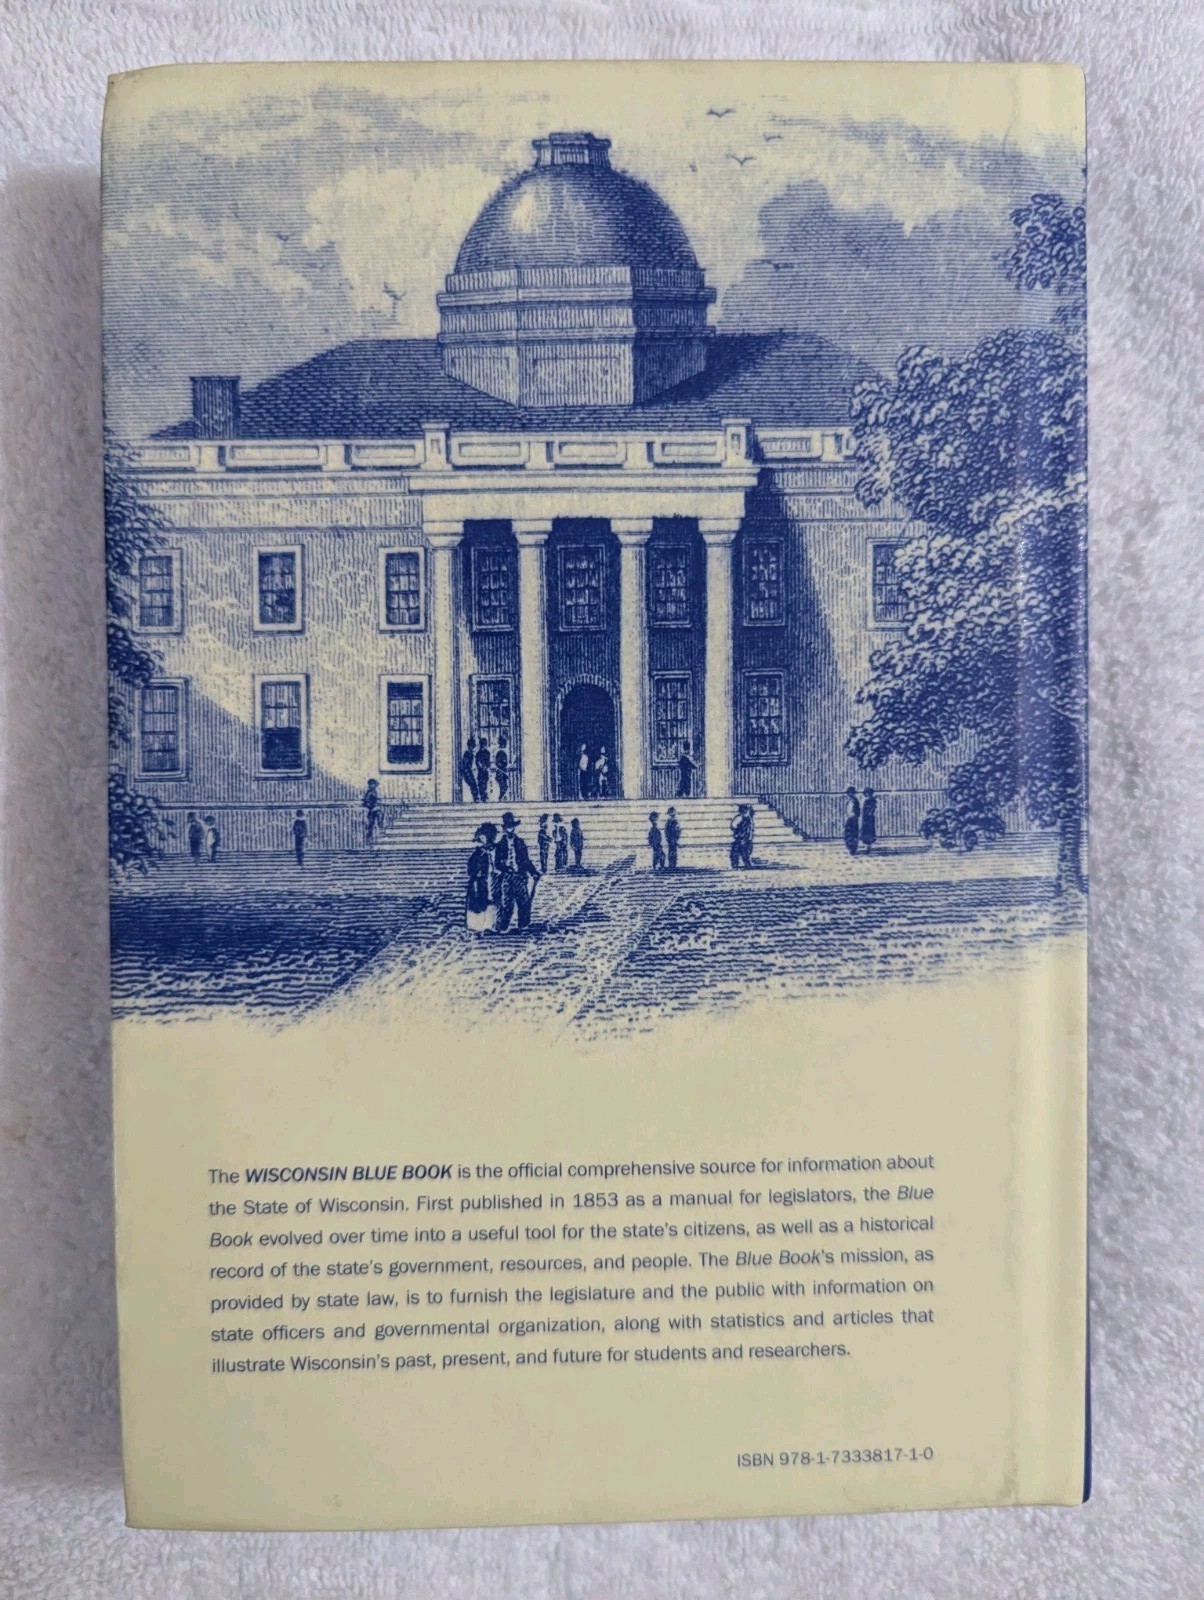 The WISCONSIN BLUE BOOK is the official comprehensive source for information about
the State of Wisconsin. First published in 1853 as a manual for legislators, the Blue
Book evolved over time into a useful tool for the state's citizens, as well as a historical
record of the state's government, resources, and people. The Blue Book's mission, as
provided by state law, is to furnish the legislature and the public with information on
state officers and governmental organization, along with statistics and articles that
illustrate Wisconsin's past, present, and future for students and researchers.
ISBN 978-1-7333817-1-0